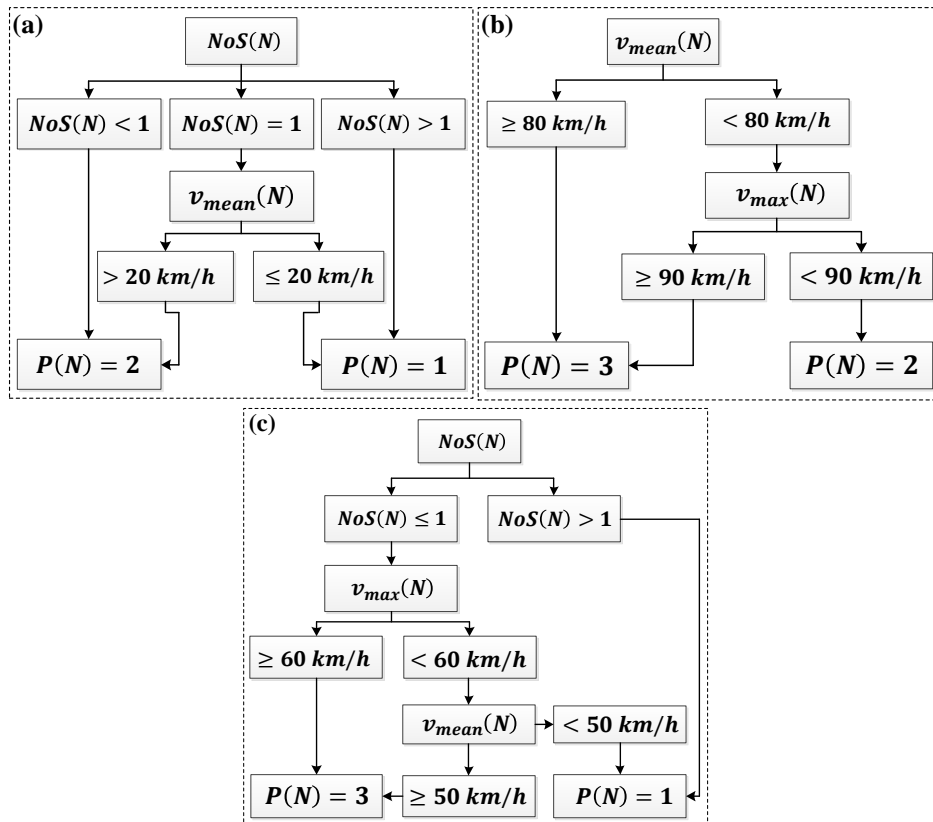 (a)
NoS(N)
NoS(N) < 1
NoS(N) = 1
NoS(N) > 1
v_mean(N)
> 20 km/h
≤ 20 km/h
P(N) = 2
P(N) = 1
(b)
v_mean(N)
≥ 80 km/h
< 80 km/h
v_max(N)
≥ 90 km/h
< 90 km/h
P(N) = 3
P(N) = 2
(c)
NoS(N)
NoS(N) ≤ 1
NoS(N) > 1
v_max(N)
≥ 60 km/h
< 60 km/h
v_mean(N)
< 50 km/h
P(N) = 3
≥ 50 km/h
P(N) = 1